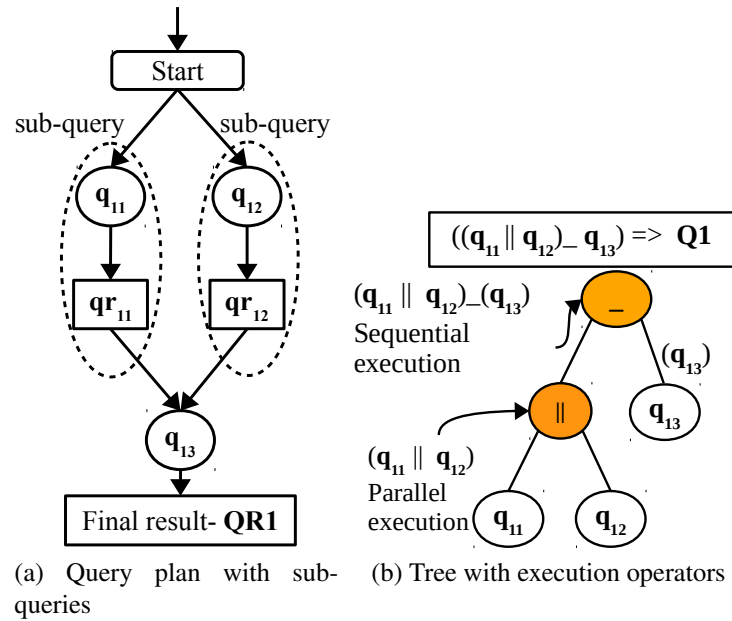 Start
sub-query
sub-query
q11
q12
qr11
qr12
q13
Final result- QR1
(a) Query plan with sub-
queries
((q11 || q12)_ q13) => Q1
(q11 || q12)_(q13)
Sequential
execution
_
(q13)
||
q13
(q11 || q12)
Parallel
execution
q11
q12
(b) Tree with execution operators